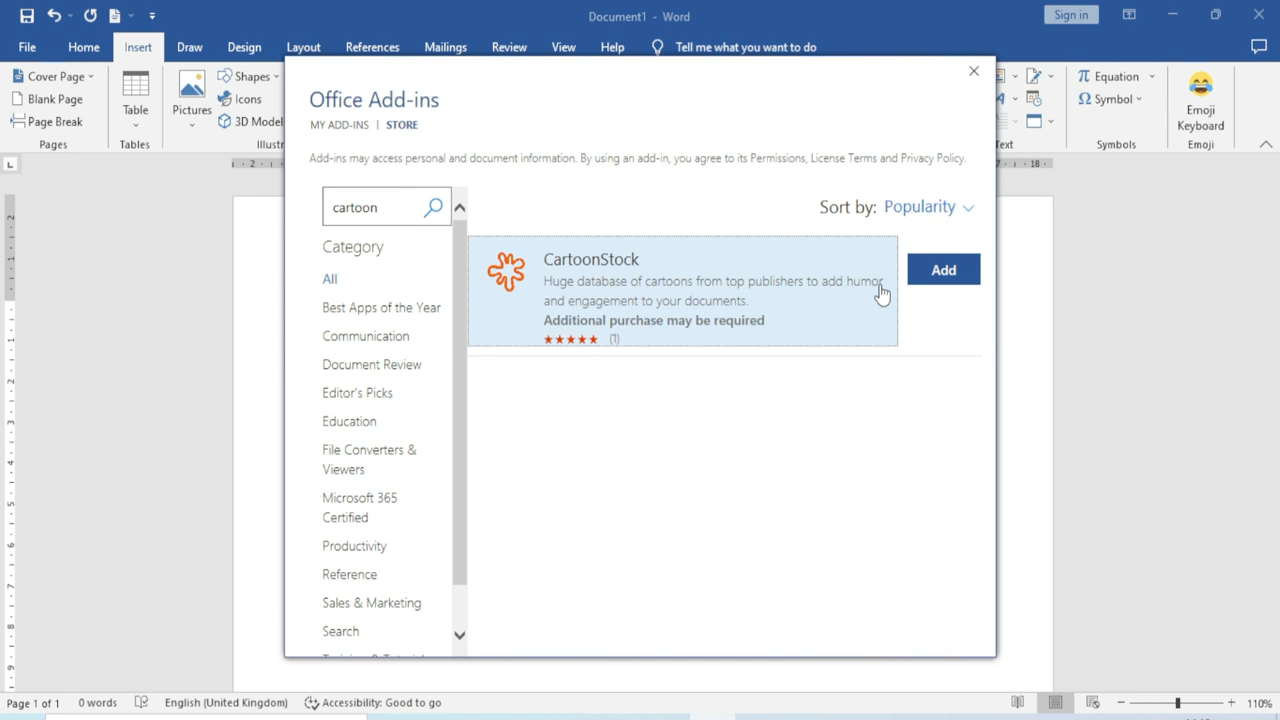 Document1 - Word
Sign in
File Home Insert Draw Design Layout References Mailings Review View Help Tell me what you want to do
Cover Page
Blank Page
Page Break
Pages
Table
Tables
Pictures
Shapes
Icons
3D Model
Illustr
Text
Equation
Symbol
Symbols
Emoji
Keyboard
Emoji
Office Add-ins
MY ADD-INS | STORE
Add-ins may access personal and document information. By using an add-in, you agree to its Permissions, License Terms and Privacy Policy.
cartoon
Sort by: Popularity
Category
All
Best Apps of the Year
Communication
Document Review
Editor's Picks
Education
File Converters &
Viewers
Microsoft 365
Certified
Productivity
Reference
Sales & Marketing
Search
CartoonStock
Huge database of cartoons from top publishers to add humor
and engagement to your documents.
Additional purchase may be required
(1)
Add
Page 1 of 1 0 words English (United Kingdom) Accessibility: Good to go 110%